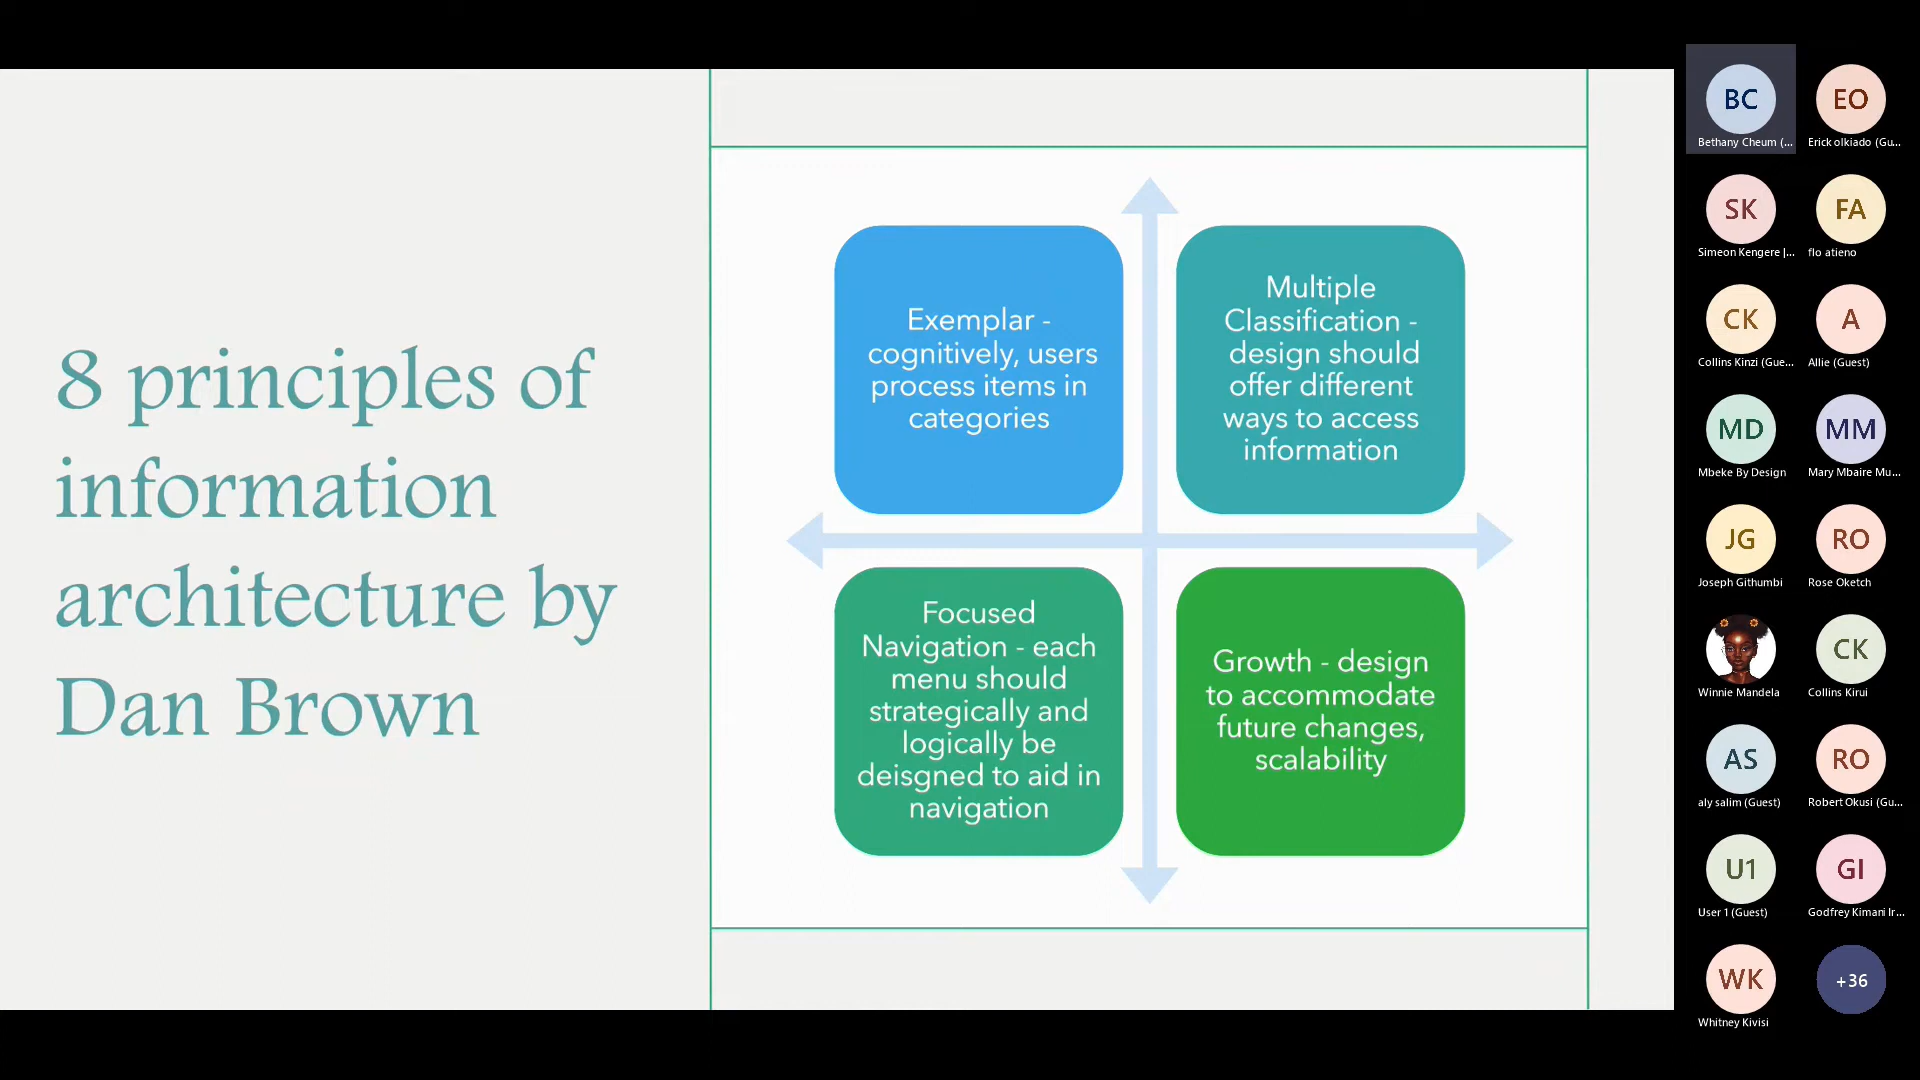 8 principles of
information
architecture by
Dan Brown
Exemplar -
cognitively, users
process items in
categories
Multiple
Classification -
design should
offer different
ways to access
information
Focused
Navigation - each
menu should
strategically and
logically be
deisgned to aid in
navigation
Growth - design
to accommodate
future changes,
scalability
BC
EO
Bethany Cheum (...
Erick olkiado (Gu...
SK
FA
Simeon Kengere |...
flo atieno
CK
A
Collins Kinzi (Gue...
Allie (Guest)
MD
MM
Mbeke By Design
Mary Mbaire Mu...
JG
RO
Joseph Githumbi
Rose Oketch
CK
Winnie Mandela
Collins Kirui
AS
RO
aly salim (Guest)
Robert Okusi (Gu...
U1
GI
User 1 (Guest)
Godfrey Kimani Ir...
WK
+36
Whitney Kivisi